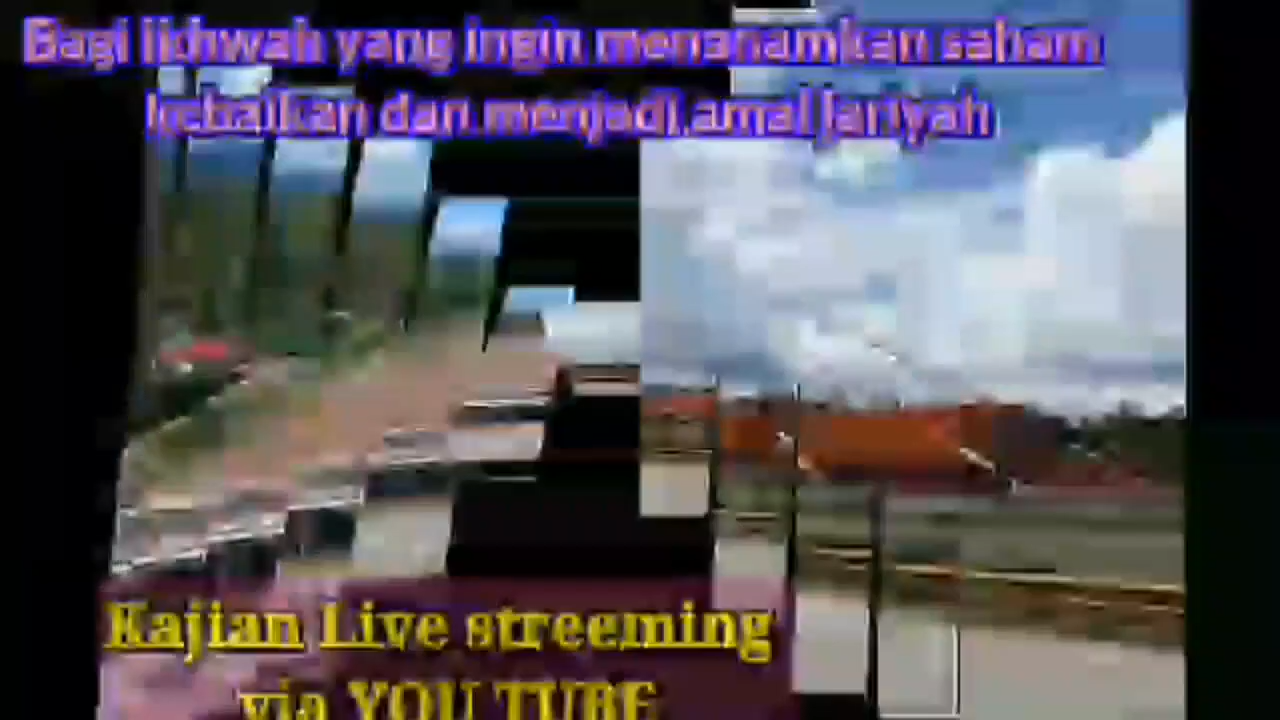 Bagi ikhwah yang ingin menanamkan saham
kebaikan dan menjadi amal jariyah
Kajian Live streeming
via YOU TUBE